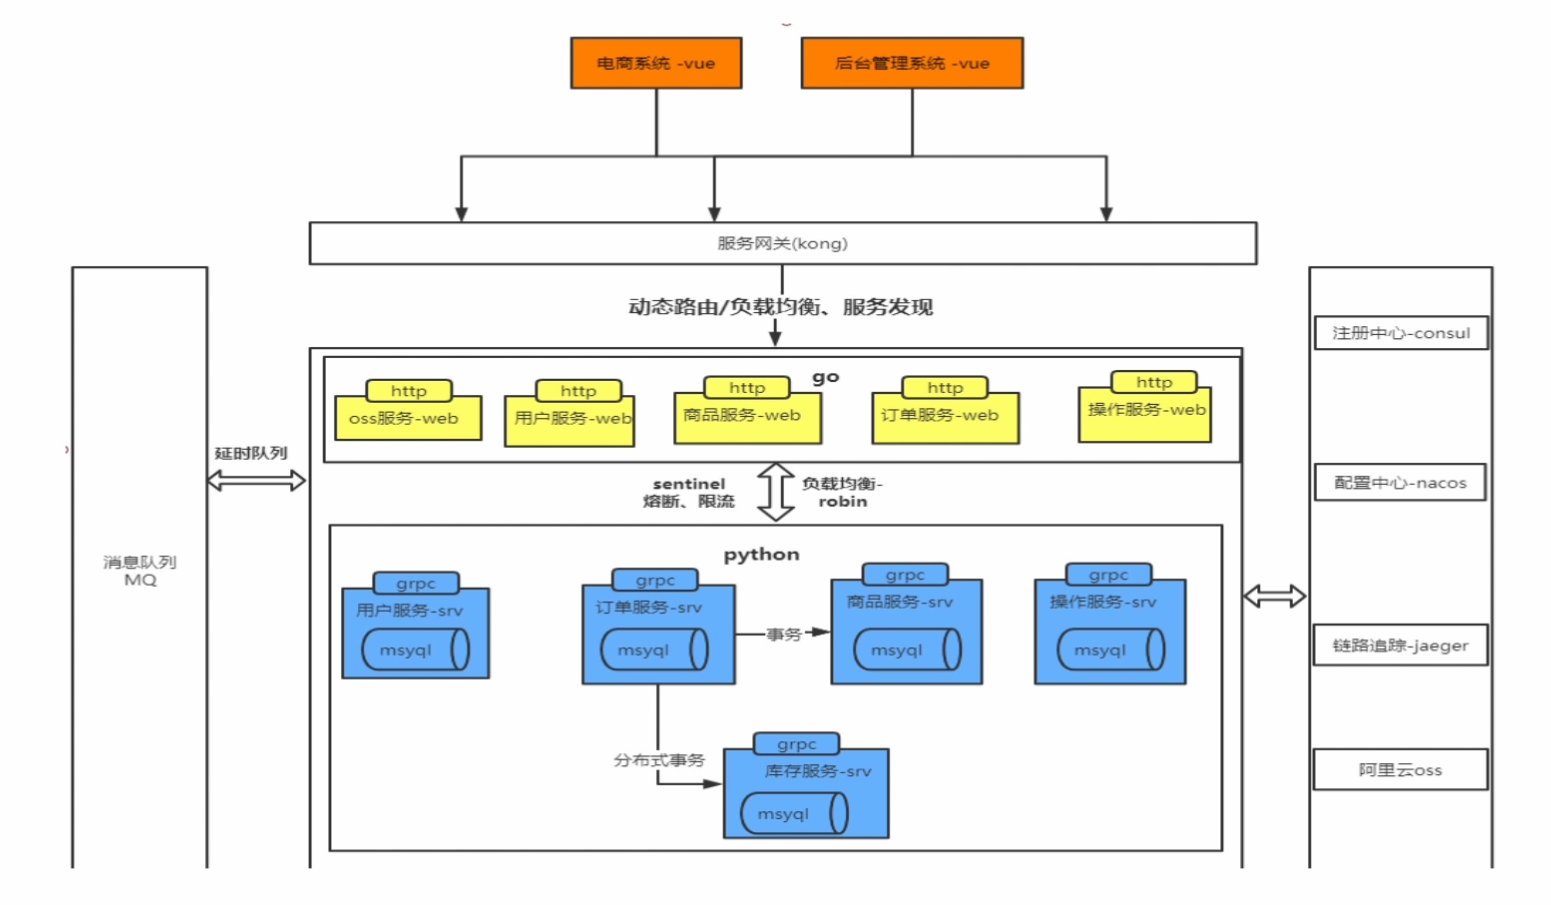 电商系统 -vue
后台管理系统 -vue
服务网关(kong)
动态路由/负载均衡、服务发现
go
http
oss服务-web
http
用户服务-web
http
商品服务-web
http
订单服务-web
http
操作服务-web
延时队列
消息队列
MQ
sentinel
熔断、限流
负载均衡-
robin
python
grpc
用户服务-srv
msyql
grpc
订单服务-srv
msyql
事务
grpc
商品服务-srv
msyql
grpc
操作服务-srv
msyql
分布式事务
grpc
库存服务-srv
msyql
注册中心-consul
配置中心-nacos
链路追踪-jaeger
阿里云oss